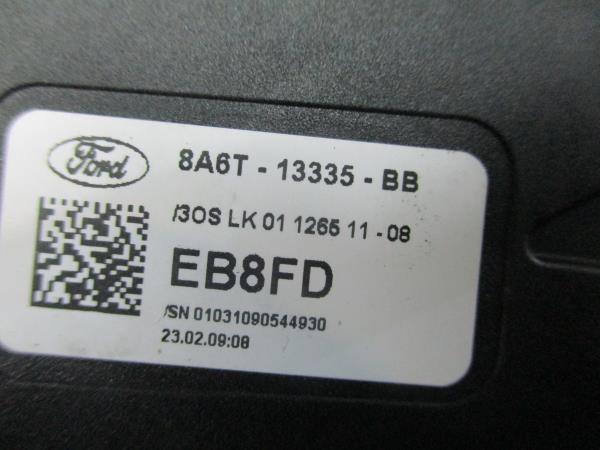 Ford
8A6T - 13335 - BB
/3OS LK 01 1265 11 - 08
EB8FD
/SN 01031090544930
23.02.09:08